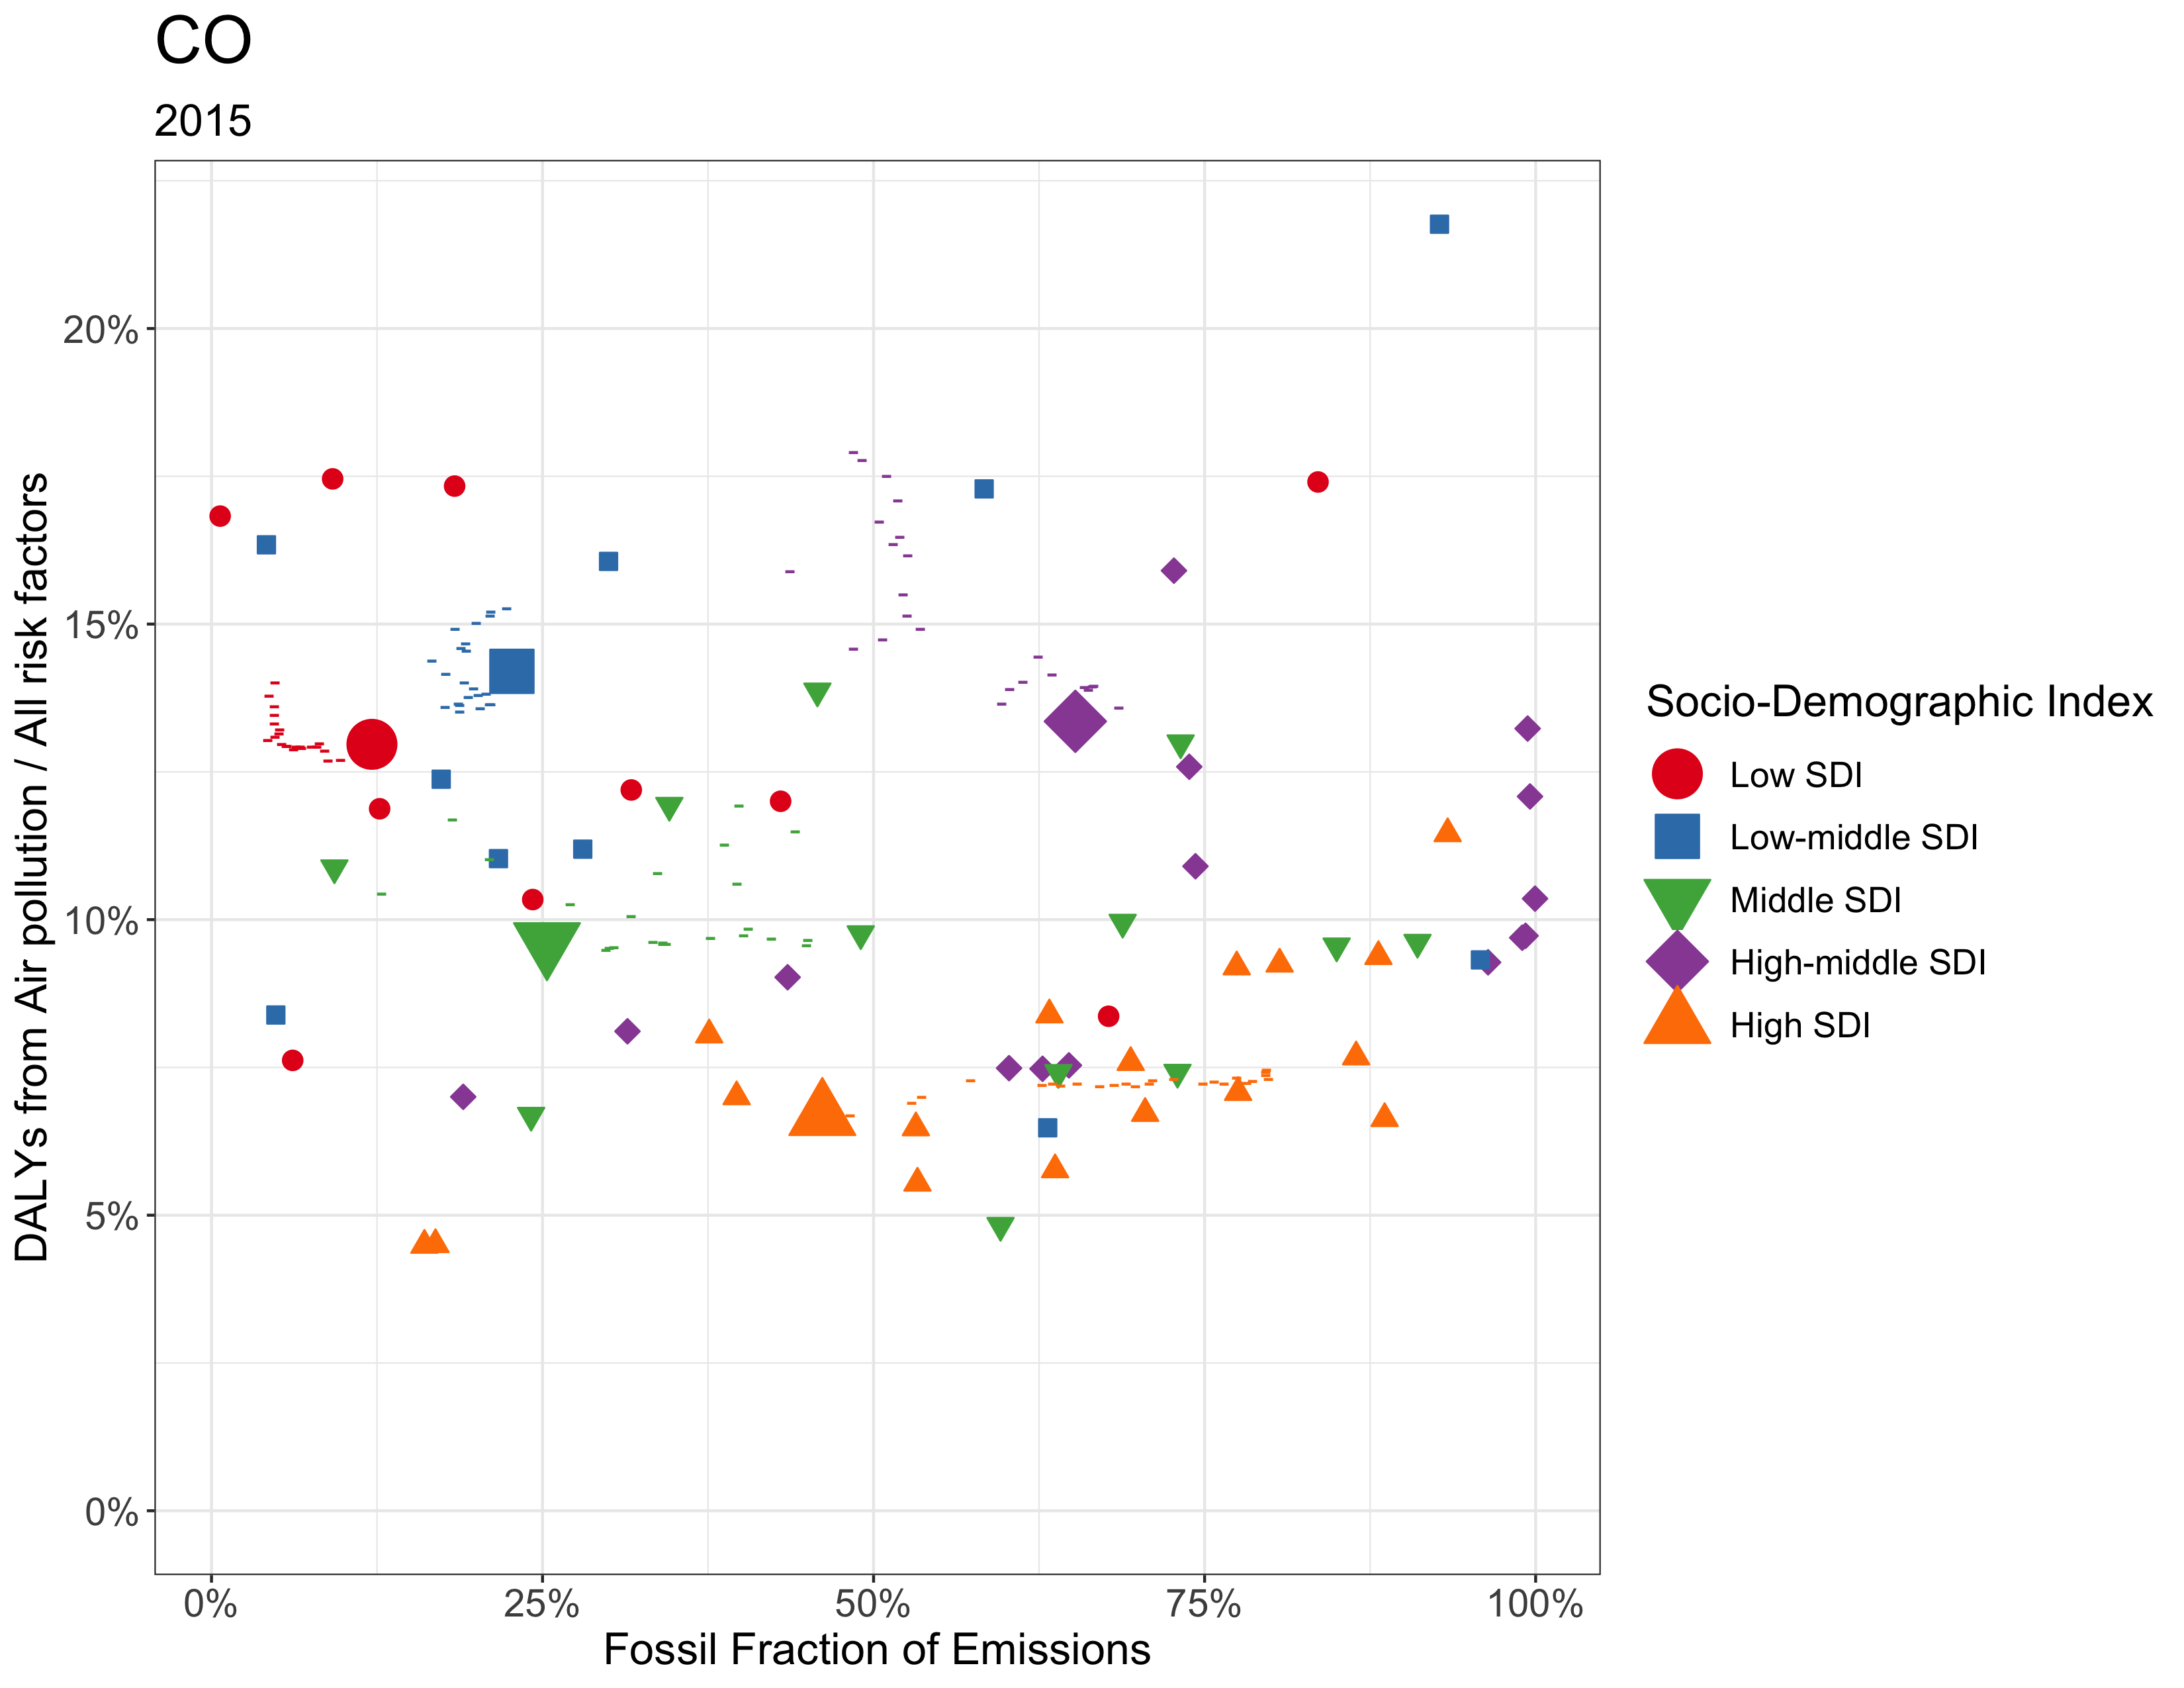 CO
2015
DALYs from Air pollution / All risk factors
20%
15%
10%
5%
0%
0%
25%
50%
75%
100%
Fossil Fraction of Emissions
Socio-Demographic Index
Low SDI
Low-middle SDI
Middle SDI
High-middle SDI
High SDI